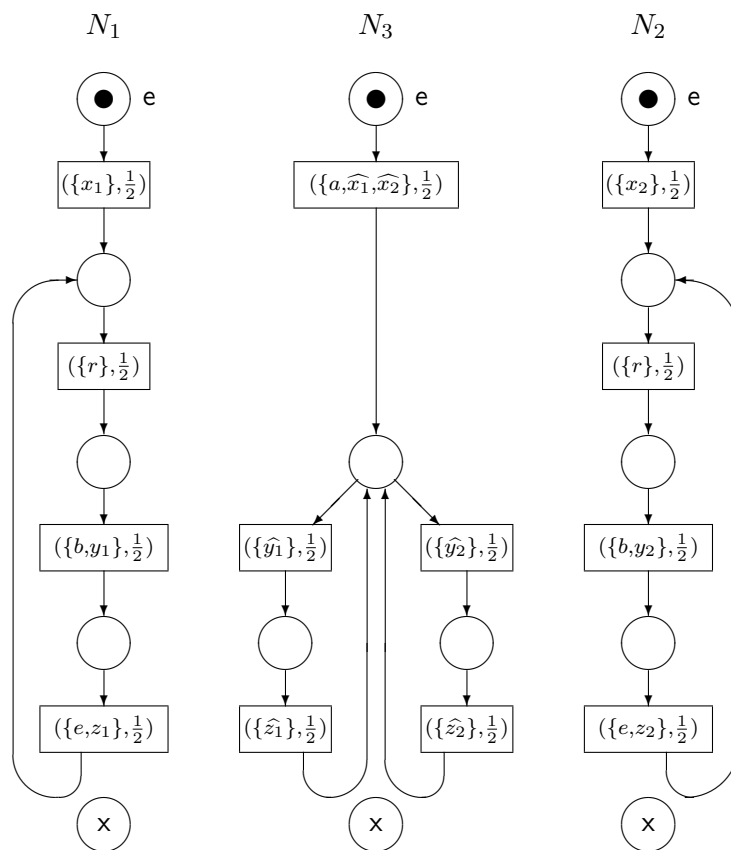 N₁ N₃ N₂
e e
({x₁},½) ({a,x̂₁,x̂₂},½) ({x₂},½)
({r},½) ({r},½)
({b,y₁},½) ({ŷ₁},½) ({ŷ₂},½) ({b,y₂},½)
({e,z₁},½) ({ẑ₁},½) ({ẑ₂},½) ({e,z₂},½)
x x x